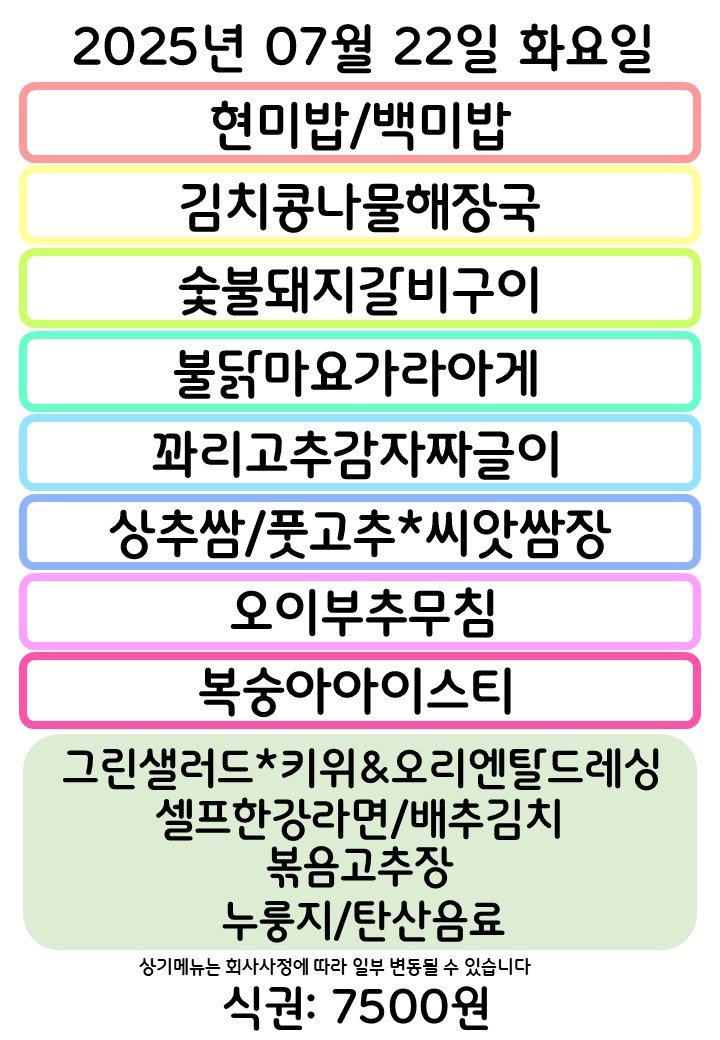 2025년 07월 22일 화요일
현미밥/백미밥
김치콩나물해장국
숯불돼지갈비구이
불닭마요가라아게
꽈리고추감자짜글이
상추쌈/풋고추*씨앗쌈장
오이부추무침
복숭아아이스티
그린샐러드*키위&오리엔탈드레싱
셀프한강라면/배추김치
볶음고추장
누룽지/탄산음료
상기메뉴는 회사사정에 따라 일부 변동될 수 있습니다
식권: 7500원